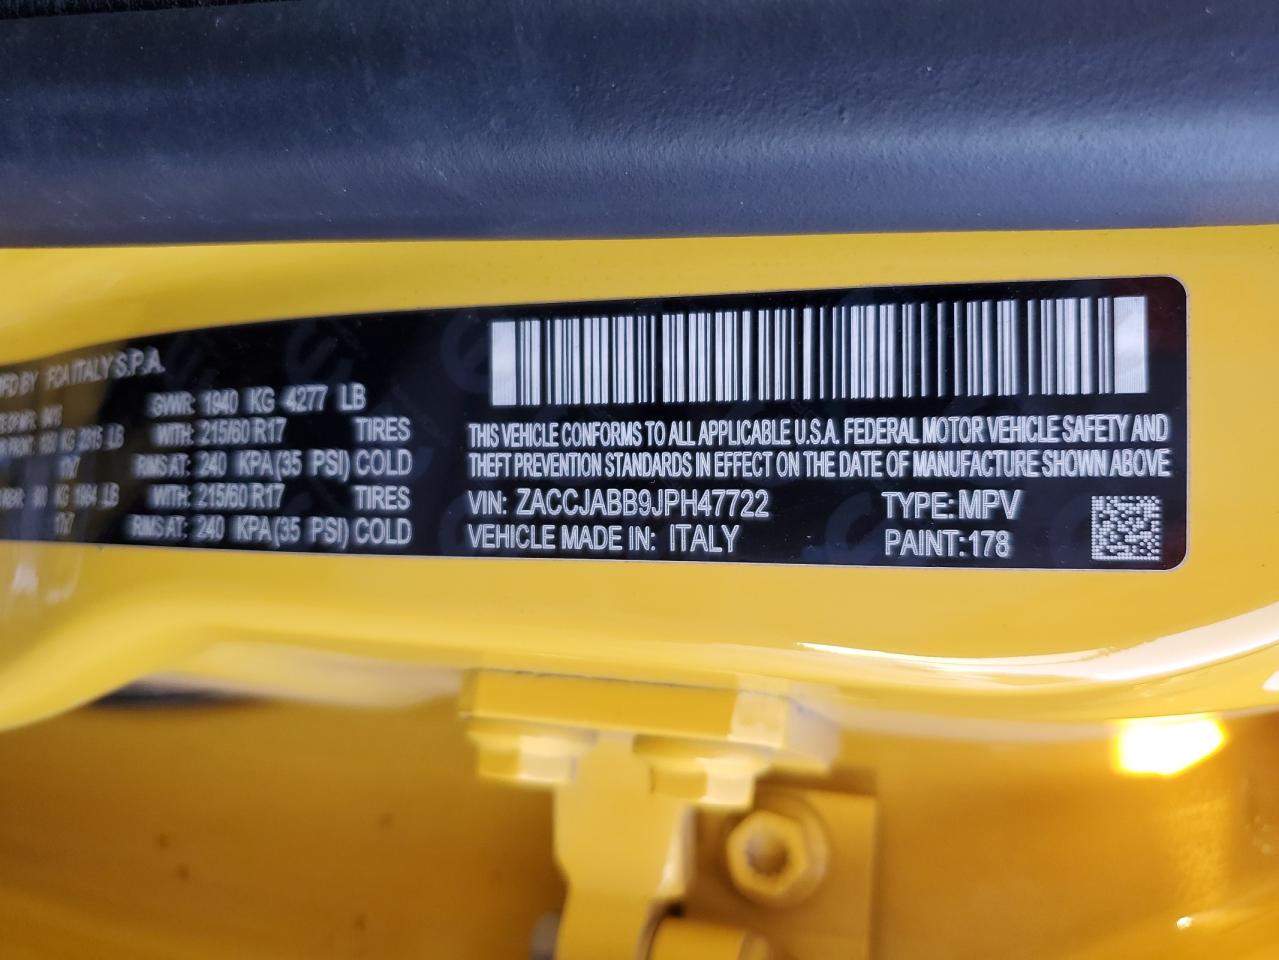 MFD BY FCA ITALY S.P.A.
GWR: 1940 KG 4277 LB
WITH: 215/60 R17 TIRES
RIMS AT: 240 KPA (35 PSI) COLD
WITH: 215/60 R17 TIRES
RIMS AT: 240 KPA (35 PSI) COLD
THIS VEHICLE CONFORMS TO ALL APPLICABLE U.S.A. FEDERAL MOTOR VEHICLE SAFETY AND
THEFT PREVENTION STANDARDS IN EFFECT ON THE DATE OF MANUFACTURE SHOWN ABOVE
VIN: ZACCJABB9JPH47722 TYPE: MPV
VEHICLE MADE IN: ITALY PAINT: 178